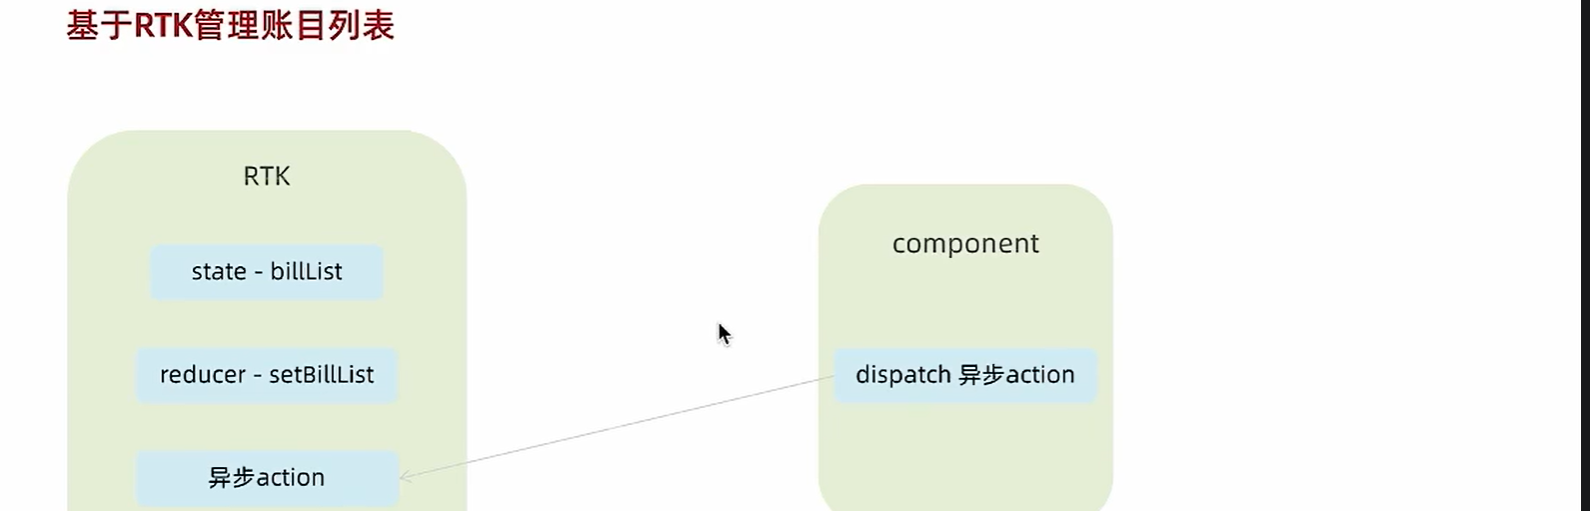 基于RTK管理账目列表
RTK
state - billList
reducer - setBillList
异步action
component
dispatch 异步action